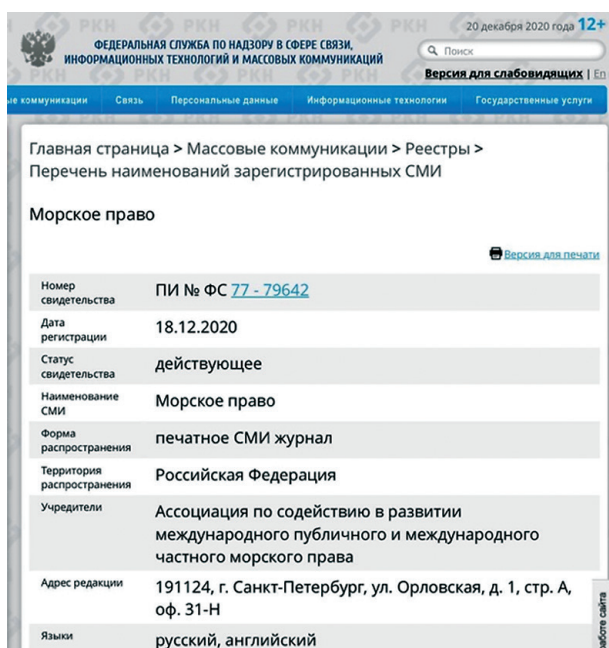 20 декабря 2020 года 12+
ФЕДЕРАЛЬНАЯ СЛУЖБА ПО НАДЗОРУ В СФЕРЕ СВЯЗИ,
ИНФОРМАЦИОННЫХ ТЕХНОЛОГИЙ И МАССОВЫХ КОММУНИКАЦИЙ
Поиск
Версия для слабовидящих | En
коммуникации Связь Персональные данные Информационные технологии Государственные услуги
Главная страница > Массовые коммуникации > Реестры >
Перечень наименований зарегистрированных СМИ
Морское право
Версия для печати
Номер
свидетельства
ПИ № ФС 77 - 79642
Дата
регистрации
18.12.2020
Статус
свидетельства
действующее
Наименование
СМИ
Морское право
Форма
распространения
печатное СМИ журнал
Территория
распространения
Российская Федерация
Учредители
Ассоциация по содействию в развитии
международного публичного и международного
частного морского права
Адрес редакции
191124, г. Санкт-Петербург, ул. Орловская, д. 1, стр. А,
оф. 31-Н
Языки
русский, английский
работе сайта